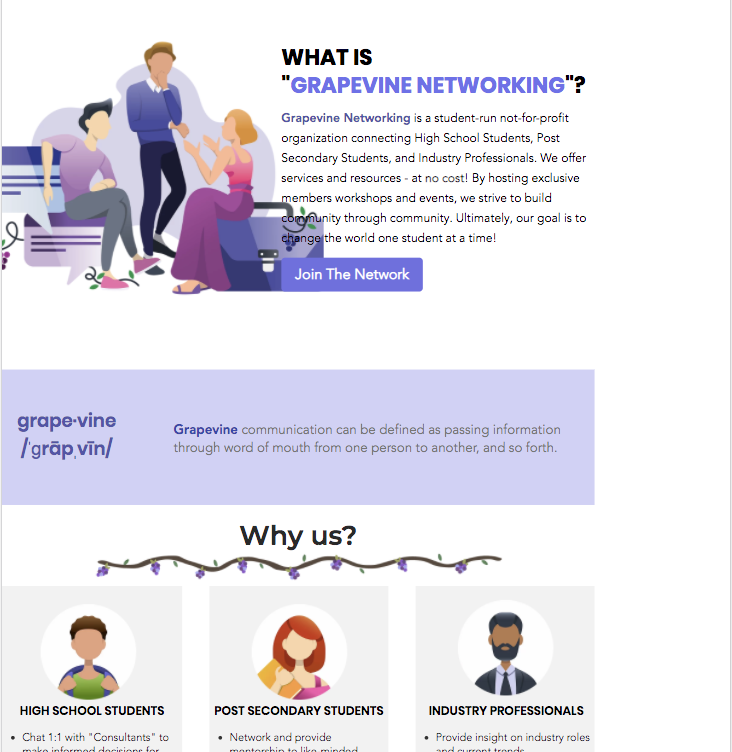 WHAT IS
"GRAPEVINE NETWORKING"?
Grapevine Networking is a student-run not-for-profit
organization connecting High School Students, Post
Secondary Students, and Industry Professionals. We offer
services and resources - at no cost! By hosting exclusive
members workshops and events, we strive to build
community through community. Ultimately, our goal is to
change the world one student at a time!
Join The Network
grape·vine
/ˈgrāpˌvīn/
Grapevine communication can be defined as passing information
through word of mouth from one person to another, and so forth.
Why us?
HIGH SCHOOL STUDENTS
• Chat 1:1 with "Consultants" to
make informed decisions for
POST SECONDARY STUDENTS
• Network and provide
mentorship to like-minded
INDUSTRY PROFESSIONALS
• Provide insight on industry roles
and current trends